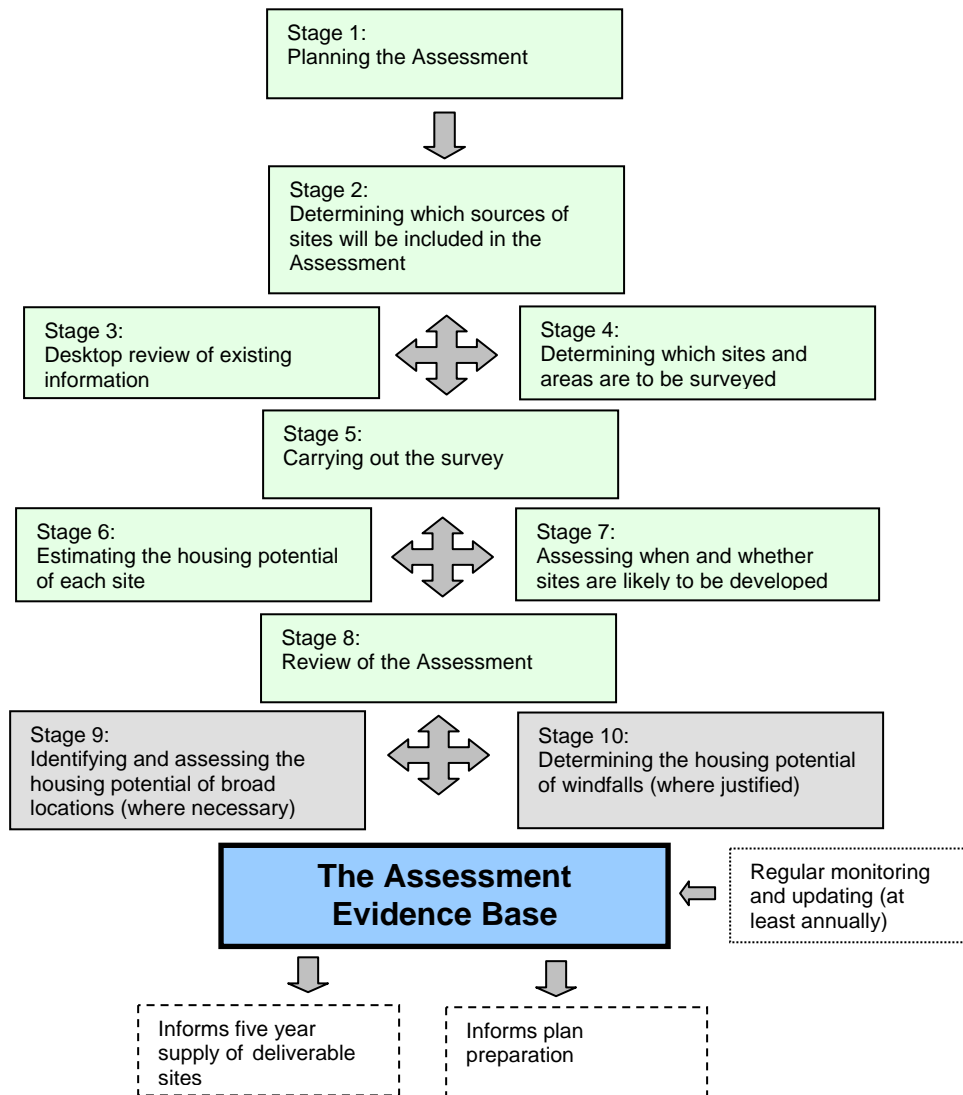 Stage 1:
Planning the Assessment
Stage 2:
Determining which sources of
sites will be included in the
Assessment
Stage 3:
Desktop review of existing
information
Stage 4:
Determining which sites and
areas are to be surveyed
Stage 5:
Carrying out the survey
Stage 6:
Estimating the housing potential
of each site
Stage 7:
Assessing when and whether
sites are likely to be developed
Stage 8:
Review of the Assessment
Stage 9:
Identifying and assessing the
housing potential of broad
locations (where necessary)
Stage 10:
Determining the housing potential
of windfalls (where justified)
The Assessment
Evidence Base
Regular monitoring
and updating (at
least annually)
Informs five year
supply of deliverable
sites
Informs plan
preparation